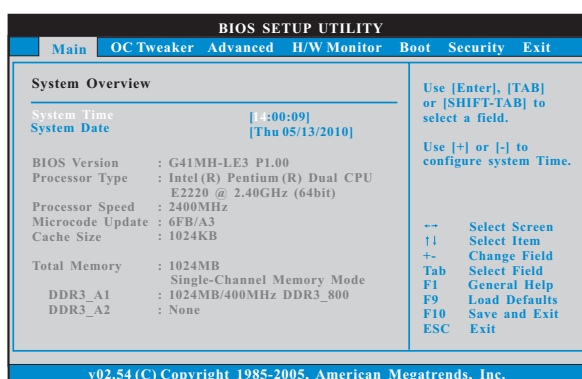 BIOS SETUP UTILITY
Main OC Tweaker Advanced H/W Monitor Boot Security Exit
System Overview
System Time [14:00:09]
System Date [Thu 05/13/2010]
BIOS Version : G41MH-LE3 P1.00
Processor Type : Intel (R) Pentium (R) Dual CPU
E2220 @ 2.40GHz (64bit)
Processor Speed : 2400MHz
Microcode Update : 6FB/A3
Cache Size : 1024KB
Total Memory : 1024MB
Single-Channel Memory Mode
DDR3_A1 : 1024MB/400MHz DDR3_800
DDR3_A2 : None
Use [Enter], [TAB]
or [SHIFT-TAB] to
select a field.
Use [+] or [-] to
configure system Time.
←→ Select Screen
↑↓ Select Item
+- Change Field
Tab Select Field
F1 General Help
F9 Load Defaults
F10 Save and Exit
ESC Exit
v02.54 (C) Copyright 1985-2005, American Megatrends, Inc.